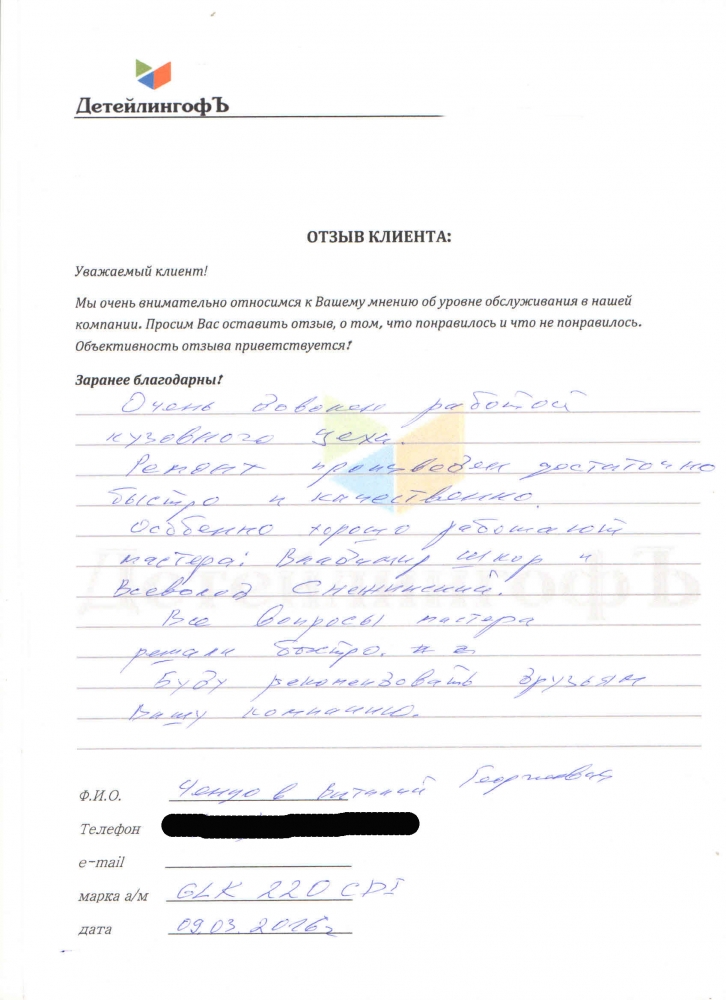 ДетейлингофЪ
ОТЗЫВ КЛИЕНТА:
Уважаемый клиент!
Мы очень внимательно относимся к Вашему мнению об уровне обслуживания в нашей
компании. Просим Вас оставить отзыв, о том, что понравилось и что не понравилось.
Объективность отзыва приветствуется!
Заранее благодарны!
Очень доволен работой
кузовного цеха.
Ремонт произведен достаточно
быстро и качественно.
Особенно хорошо работают
мастера: Владимир Шкор и
Всеволод Снежинский.
Все вопросы мастера
решали быстро.
Буду рекомендовать друзьям
Вашу компанию.
Ф.И.О. Виталий Георгиевич
Телефон
e-mail
марка а/м GLK 220 CDI
дата 09.03.2016г